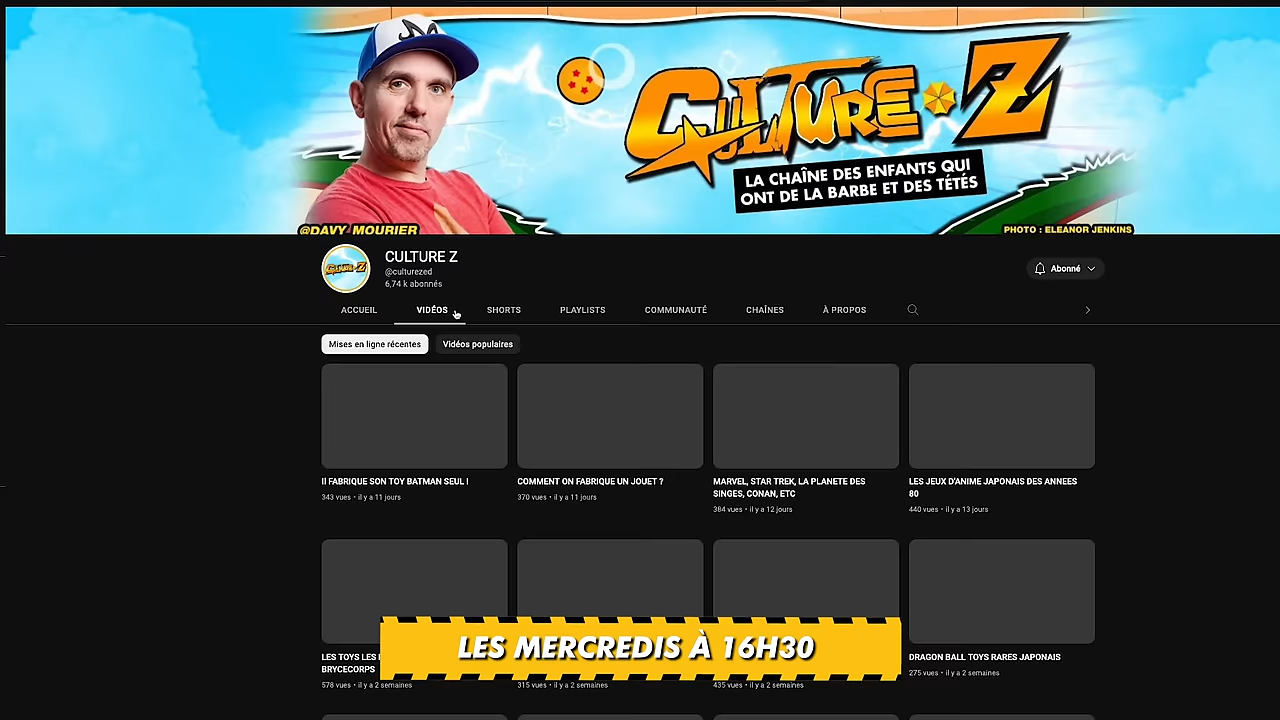 CULTURE Z
LA CHAÎNE DES ENFANTS QUI
ONT DE LA BARBE ET DES TÉTÉS
@DAVY_MOURIER
PHOTO : ELEANOR JENKINS
CULTURE Z
CULTURE Z
@culturezed
6,74 k abonnés
Abonné
ACCUEIL
VIDÉOS
SHORTS
PLAYLISTS
COMMUNAUTÉ
CHAÎNES
À PROPOS
Mises en ligne récentes
Vidéos populaires
Il FABRIQUE SON TOY BATMAN SEUL !
343 vues • il y a 11 jours
COMMENT ON FABRIQUE UN JOUET ?
370 vues • il y a 11 jours
MARVEL, STAR TREK, LA PLANETE DES
SINGES, CONAN, ETC
384 vues • il y a 12 jours
LES JEUX D'ANIME JAPONAIS DES ANNEES
80
440 vues • il y a 13 jours
LES TOYS LES
BRYCECORPS
578 vues • il y a 2 semaines
315 vues • il y a 2 semaines
435 vues • il y a 2 semaines
DRAGON BALL TOYS RARES JAPONAIS
275 vues • il y a 2 semaines
LES MERCREDIS À 16H30